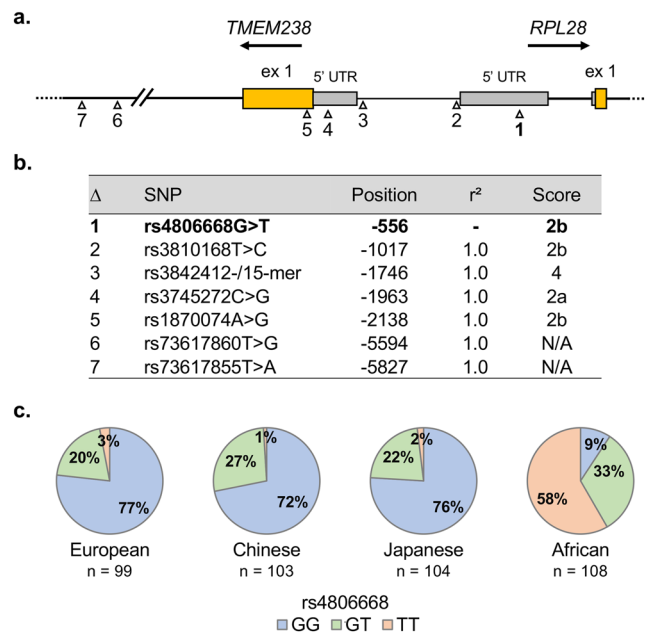 a.
TMEM238 RPL28
ex 1 5' UTR 5' UTR ex 1
7 6 5 4 3 2 1
b.
Δ SNP Position r² Score
1 rs4806668G>T -556 - 2b
2 rs3810168T>C -1017 1.0 2b
3 rs3842412-/15-mer -1746 1.0 4
4 rs3745272C>G -1963 1.0 2a
5 rs1870074A>G -2138 1.0 2b
6 rs73617860T>G -5594 1.0 N/A
7 rs73617855T>A -5827 1.0 N/A
c.
3% 1% 2% 9%
20% 27% 22% 33%
77% 72% 76% 58%
European Chinese Japanese African
n = 99 n = 103 n = 104 n = 108
rs4806668
GG GT TT